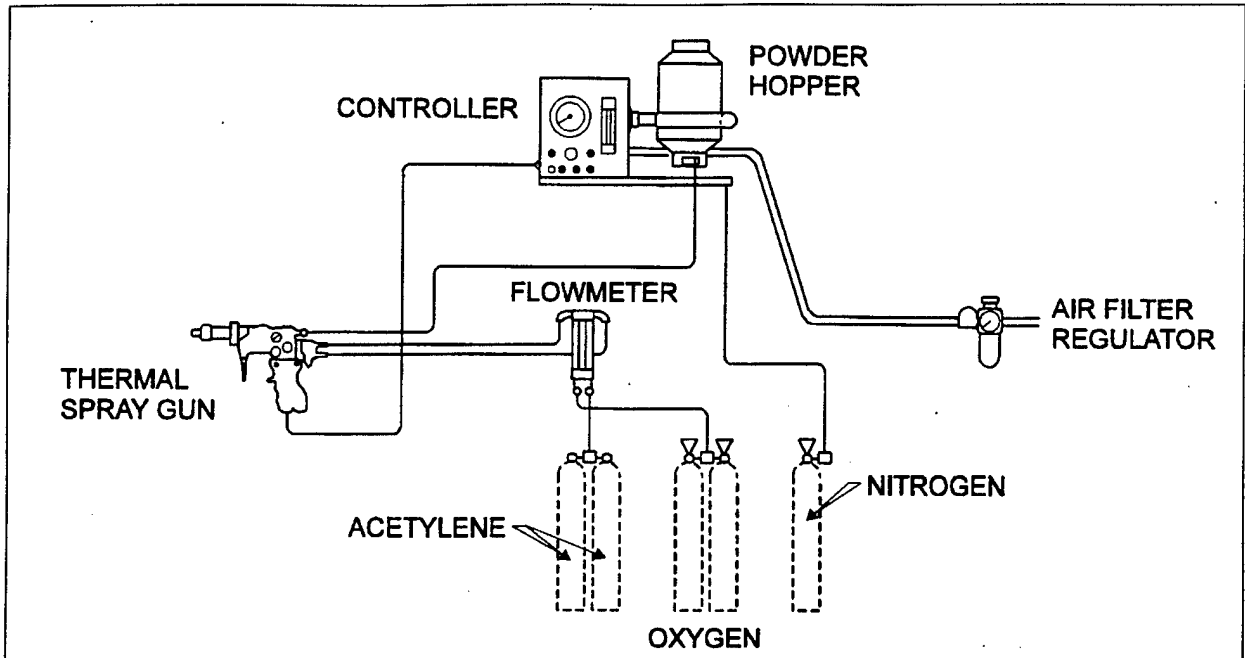 POWDER
HOPPER
CONTROLLER
FLOWMETER
AIR FILTER
REGULATOR
THERMAL
SPRAY GUN
NITROGEN
ACETYLENE
OXYGEN